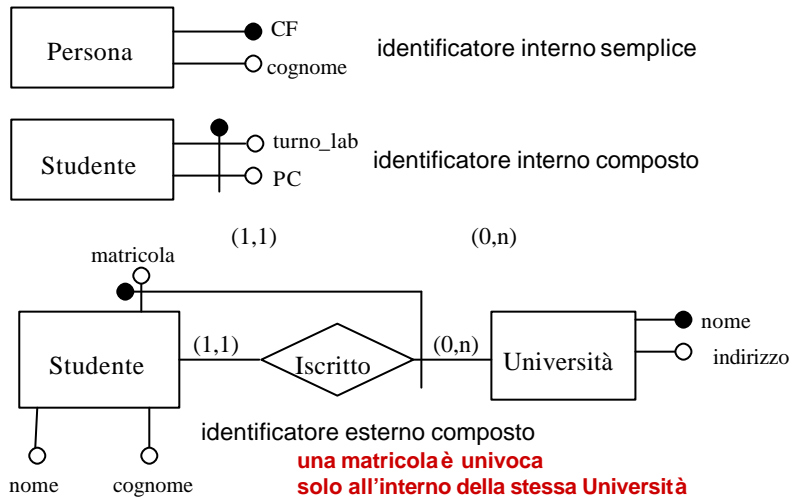 CF
Persona
identificatore interno semplice
cognome
turno_lab
Studente
identificatore interno composto
PC
(1,1) (0,n)
matricola
nome
(1,1) (0,n)
Studente
Iscritto
Università
indirizzo
identificatore esterno composto
una matricola è univoca
nome cognome
solo all'interno della stessa Università